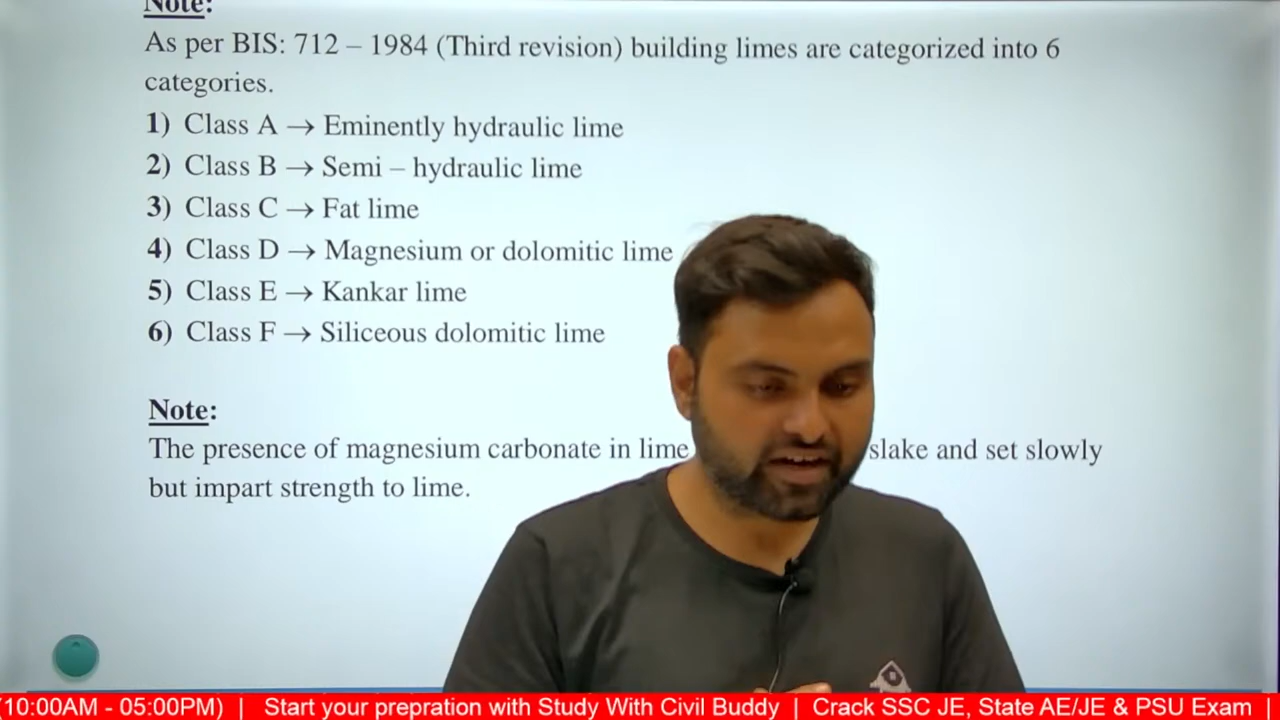 Note:
As per BIS: 712 – 1984 (Third revision) building limes are categorized into 6
categories.
1) Class A → Eminently hydraulic lime
2) Class B → Semi – hydraulic lime
3) Class C → Fat lime
4) Class D → Magnesium or dolomitic lime
5) Class E → Kankar lime
6) Class F → Siliceous dolomitic lime
Note:
The presence of magnesium carbonate in lime slake and set slowly
but impart strength to lime.
(10:00AM - 05:00PM) | Start your prepration with Study With Civil Buddy | Crack SSC JE, State AE/JE & PSU Exam |